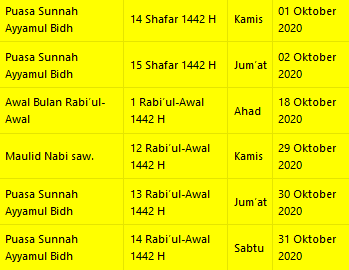 Puasa Sunnah
Ayyamul Bidh
14 Shafar 1442 H
Kamis
01 Oktober
2020
Puasa Sunnah
Ayyamul Bidh
15 Shafar 1442 H
Jum’at
02 Oktober
2020
Awal Bulan Rabi’ul-
Awal
1 Rabi’ul-Awal
1442 H
Ahad
18 Oktober
2020
Maulid Nabi saw.
12 Rabi’ul-Awal
1442 H
Kamis
29 Oktober
2020
Puasa Sunnah
Ayyamul Bidh
13 Rabi’ul-Awal
1442 H
Jum’at
30 Oktober
2020
Puasa Sunnah
Ayyamul Bidh
14 Rabi’ul-Awal
1442 H
Sabtu
31 Oktober
2020